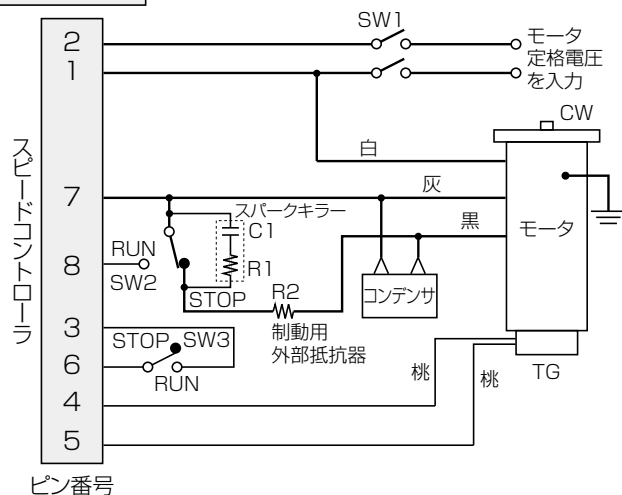 SW1
2
1
モータ
定格電圧
を入力
CW
白
スピードコントローラ
7
灰
スパークキラー
C1
黒
モータ
RUN
8
SW2
R1
STOP
R2
コンデンサ
制動用
外部抵抗器
3
STOP
SW3
6
RUN
桃
桃
TG
4
5
ピン番号